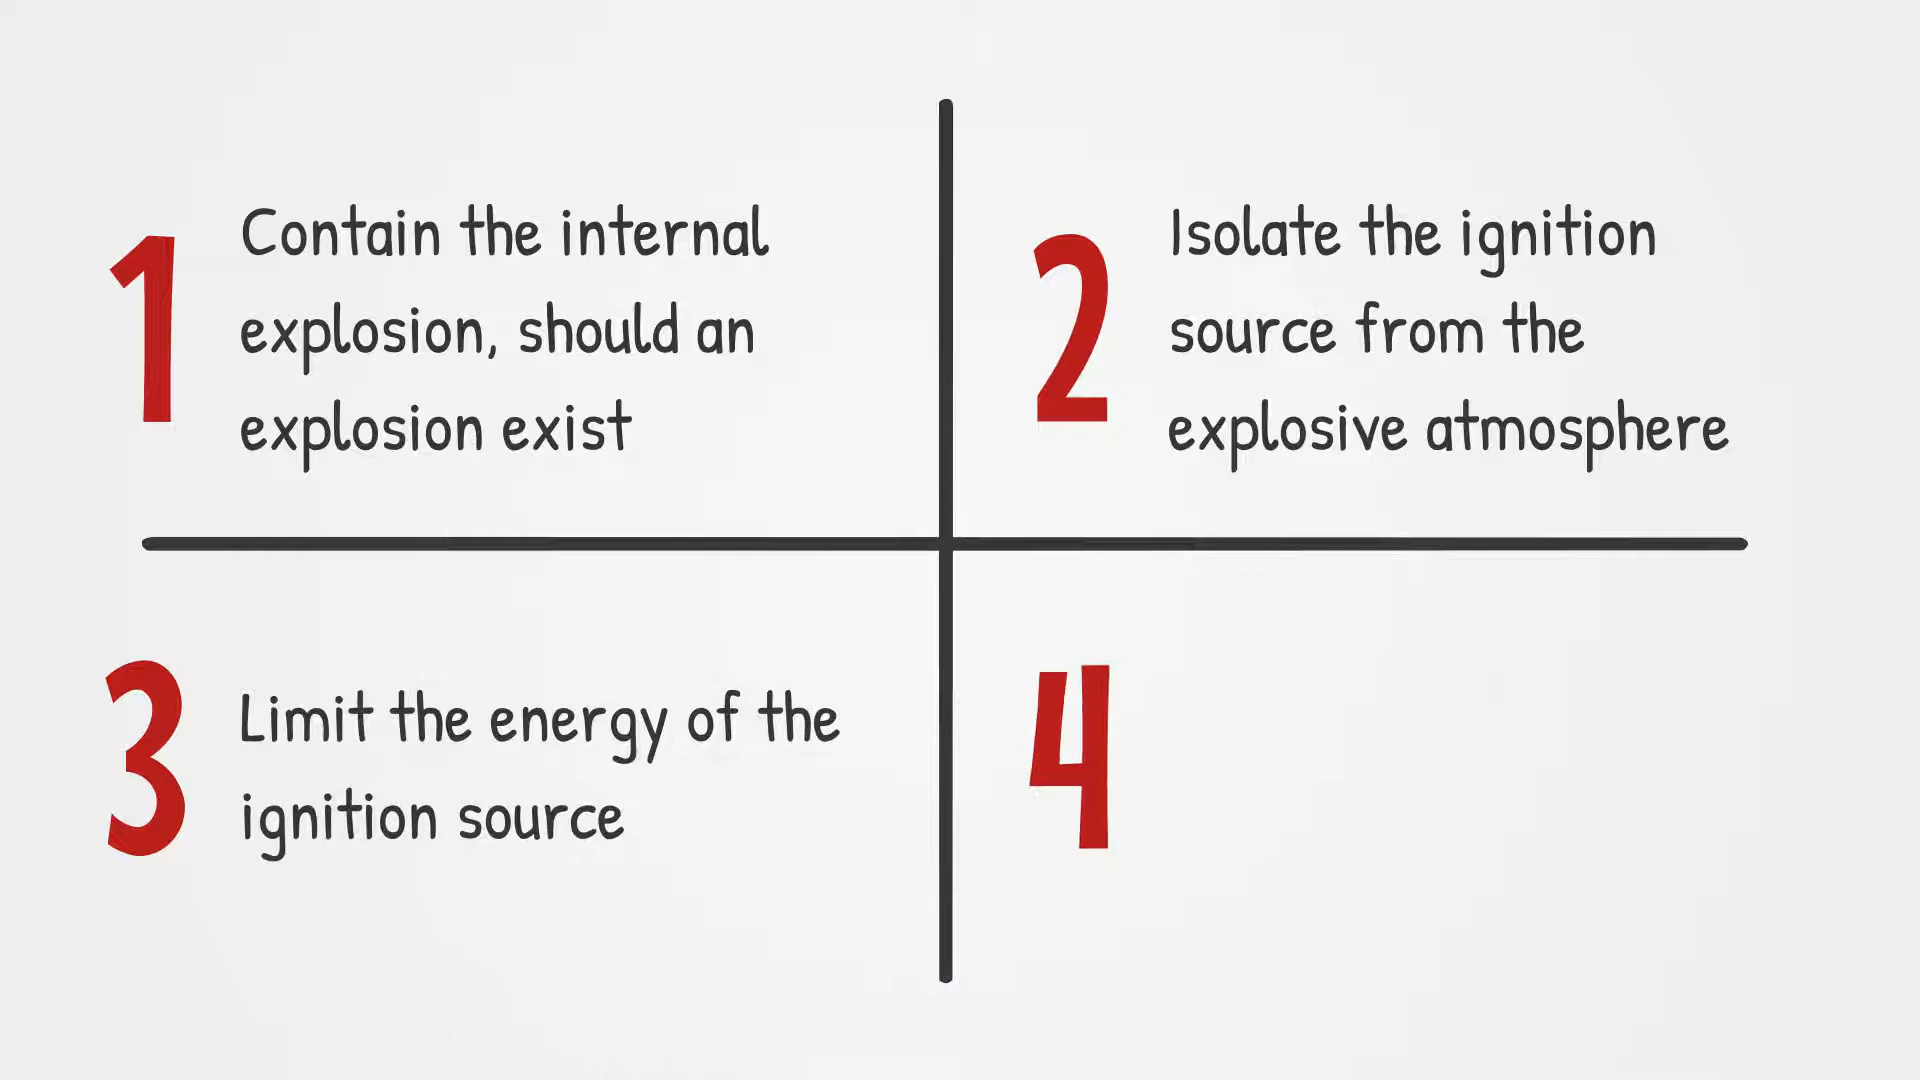 1
Contain the internal
explosion, should an
explosion exist
2
Isolate the ignition
source from the
explosive atmosphere
3
Limit the energy of the
ignition source
4